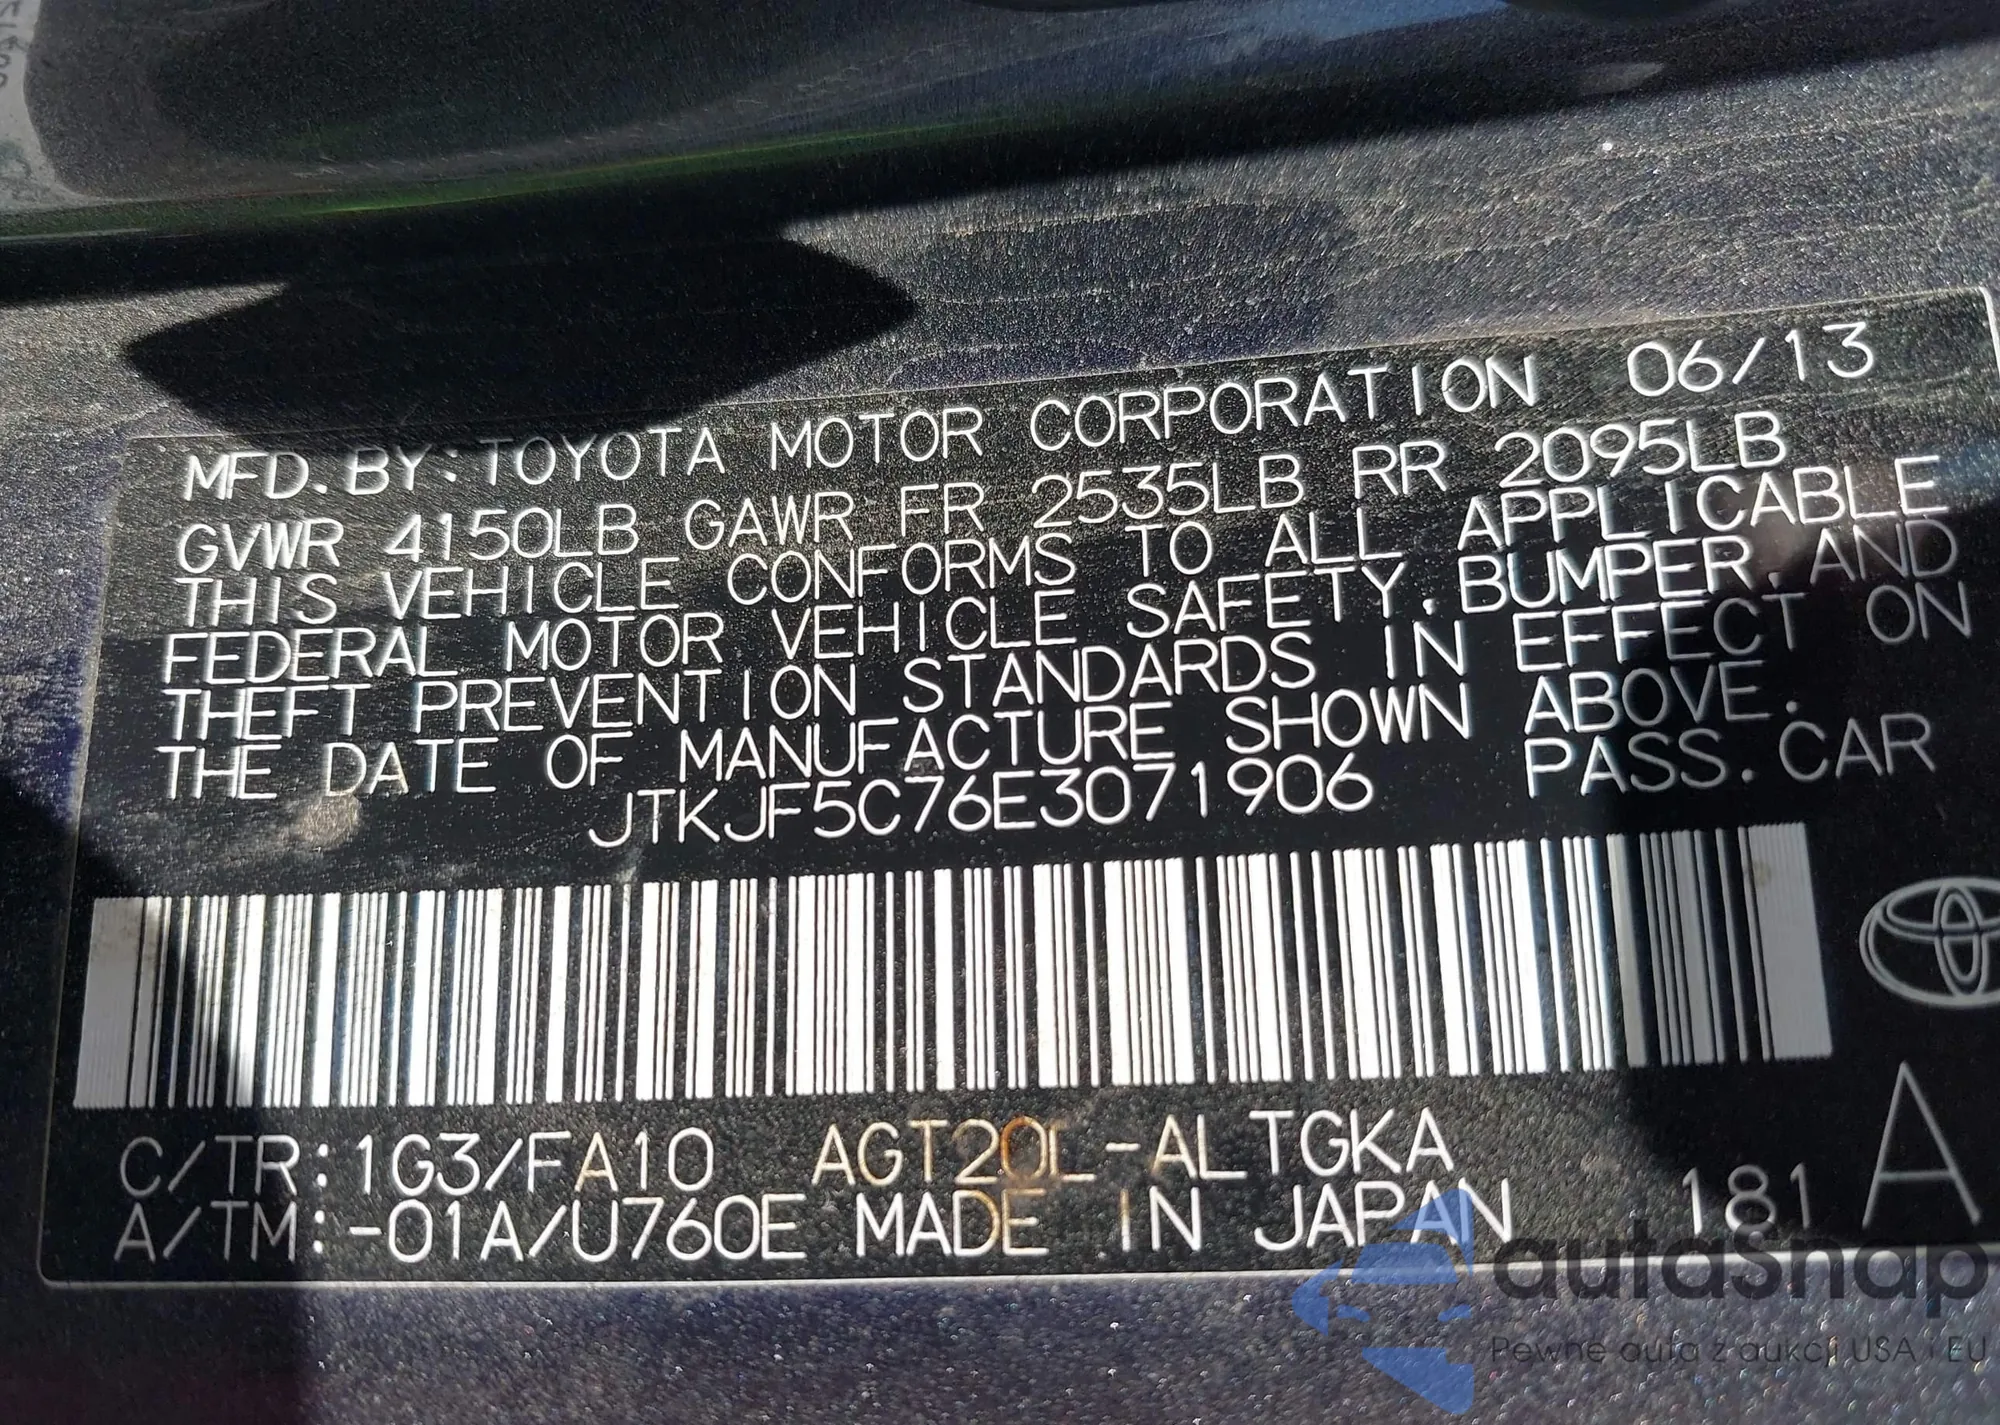 MFD. BY: TOYOTA MOTOR CORPORATION 06/13
GVWR 4150LB GAWR FR 2535LB RR 2095LB
THIS VEHICLE CONFORMS TO ALL APPLICABLE
FEDERAL MOTOR VEHICLE SAFETY, BUMPER, AND
THEFT PREVENTION STANDARDS IN EFFECT ON
THE DATE OF MANUFACTURE SHOWN ABOVE.
JTKJF5C76E3071906 PASS. CAR
C/TR: 1G3/FA10 AGT20L-ALTGKA
A/TM: -01A/U760E MADE IN JAPAN 181 A
autaSnap
Pewne auta z aukcji USA i EU